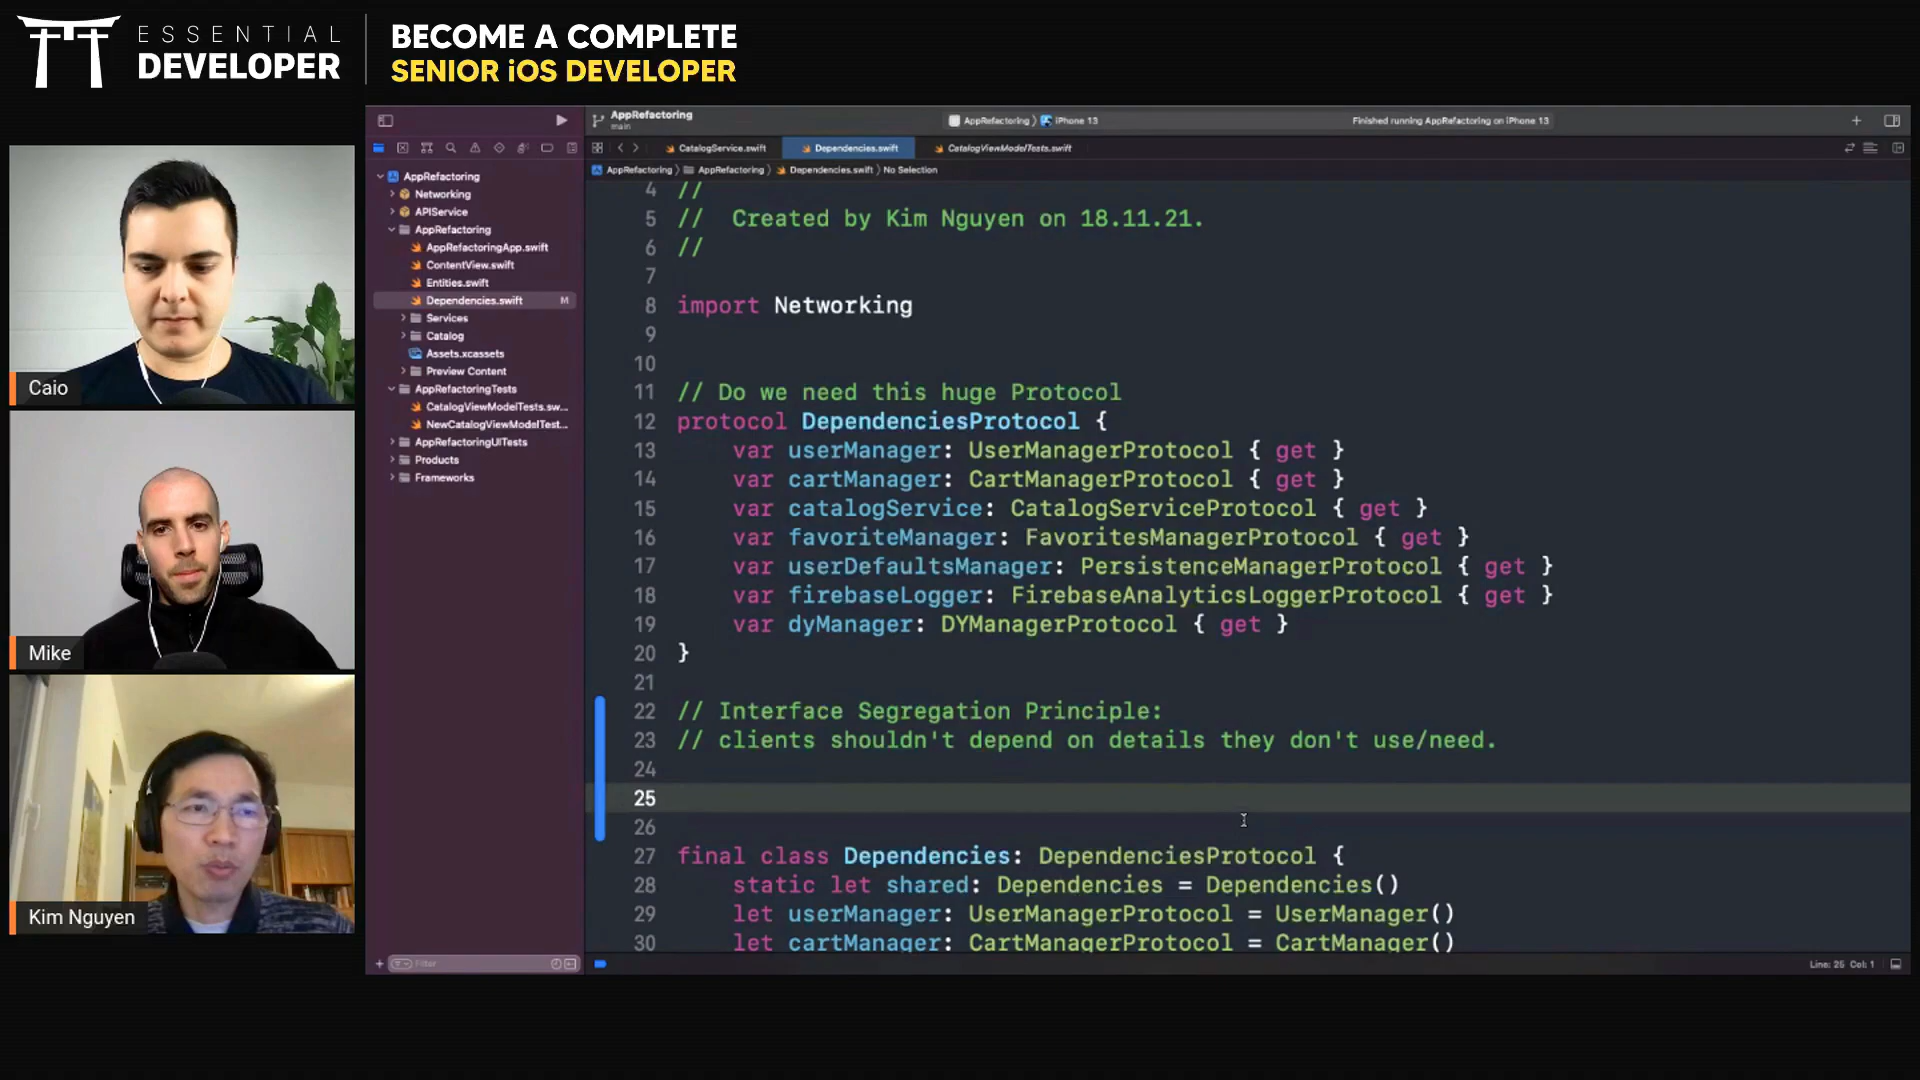 ESSENTIAL
DEVELOPER
BECOME A COMPLETE
SENIOR iOS DEVELOPER
Caio
Mike
Kim Nguyen
AppRefactoring
main
AppRefactoring
iPhone 13
Finished running AppRefactoring on iPhone 13
CatalogService.swift
Dependencies.swift
CatalogViewModelTests.swift
AppRefactoring
AppRefactoring
Dependencies.swift
No Selection
AppRefactoring
Networking
APIService
AppRefactoring
AppRefactoringApp.swift
ContentView.swift
Entities.swift
Dependencies.swift M
Services
Catalog
Assets.xcassets
Preview Content
AppRefactoringTests
CatalogViewModelTests.sw...
NewCatalogViewModelTest...
AppRefactoringUITests
Products
Frameworks
Filter
4 //
5 //  Created by Kim Nguyen on 18.11.21.
6 //
7
8 import Networking
9
10
11 // Do we need this huge Protocol
12 protocol DependenciesProtocol {
13     var userManager: UserManagerProtocol { get }
14     var cartManager: CartManagerProtocol { get }
15     var catalogService: CatalogServiceProtocol { get }
16     var favoriteManager: FavoritesManagerProtocol { get }
17     var userDefaultsManager: PersistenceManagerProtocol { get }
18     var firebaseLogger: FirebaseAnalyticsLoggerProtocol { get }
19     var dyManager: DYManagerProtocol { get }
20 }
21
22 // Interface Segregation Principle:
23 // clients shouldn't depend on details they don't use/need.
24
25
26
27 final class Dependencies: DependenciesProtocol {
28     static let shared: Dependencies = Dependencies()
29     let userManager: UserManagerProtocol = UserManager()
30     let cartManager: CartManagerProtocol = CartManager()
Line: 25 Col: 1